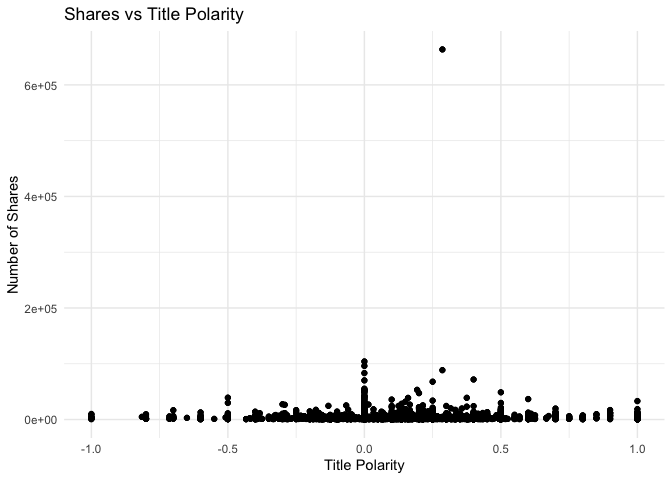 Shares vs Title Polarity
6e+05
4e+05
2e+05
0e+00
Number of Shares
-1.0 -0.5 0.0 0.5 1.0
Title Polarity